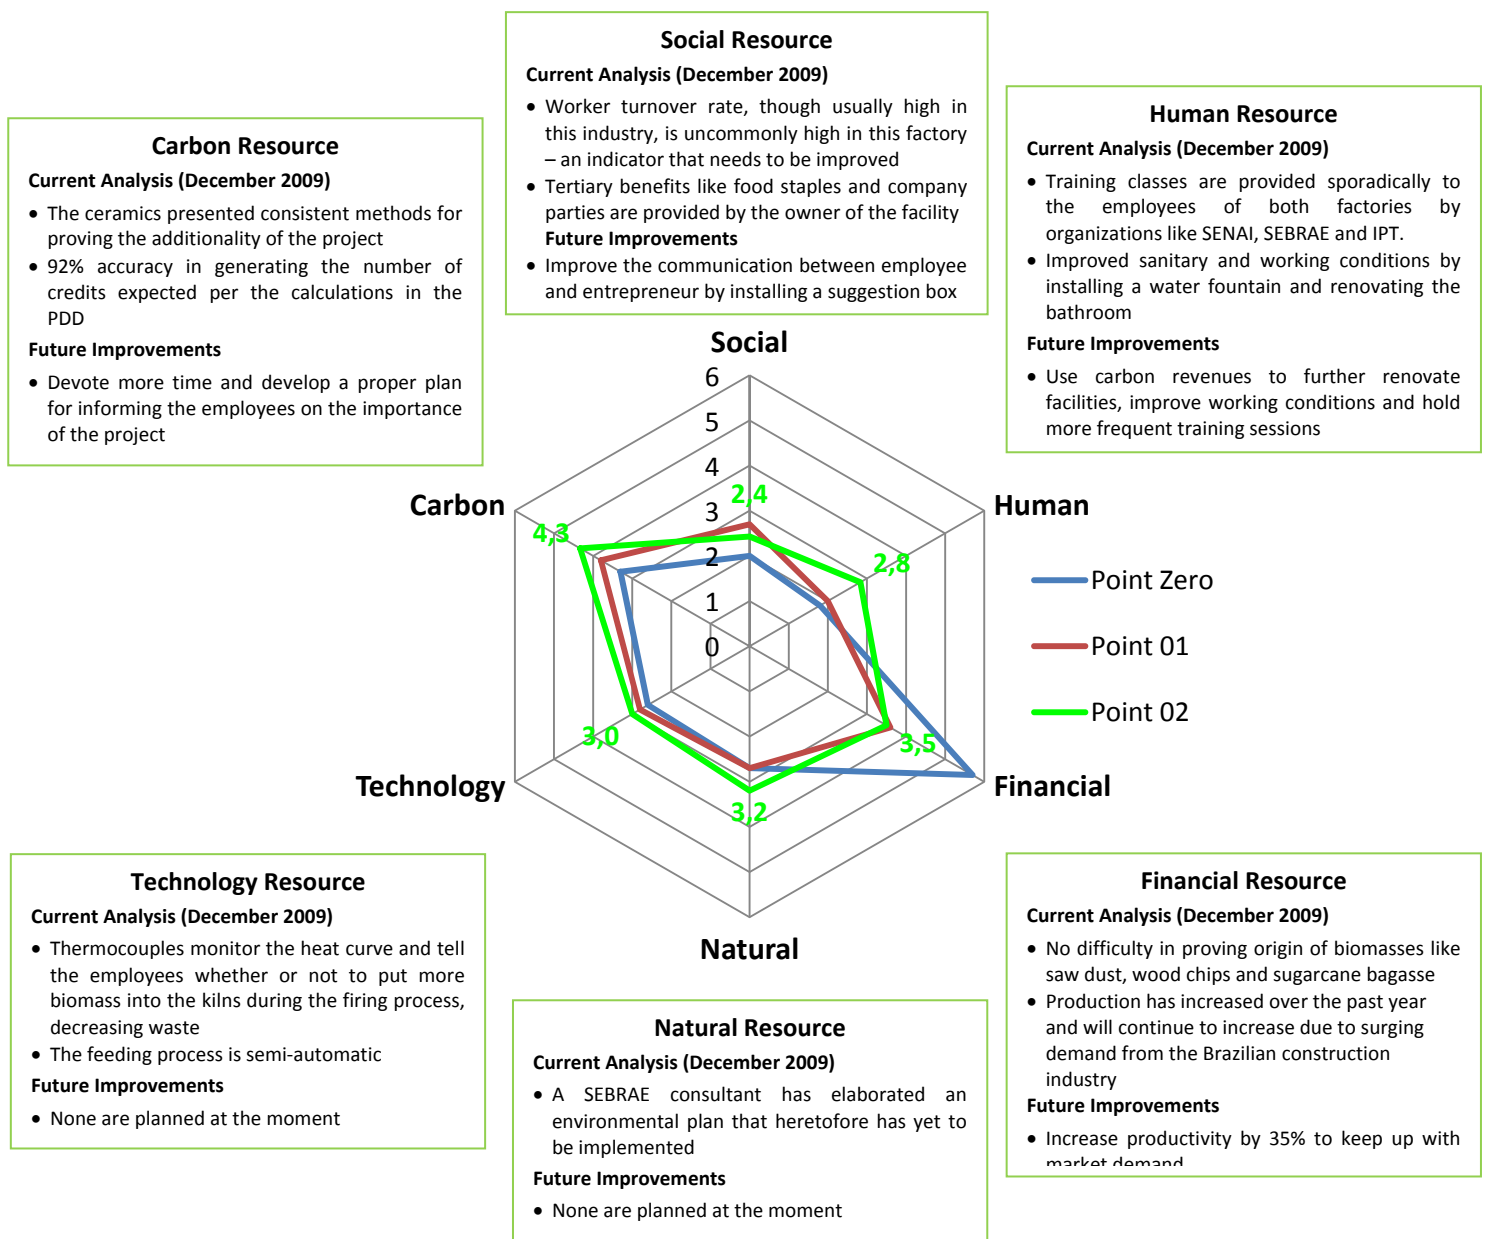 Social Resource
Current Analysis (December 2009)
• Worker turnover rate, though usually high in
this industry, is uncommonly high in this factory
– an indicator that needs to be improved
• Tertiary benefits like food staples and company
parties are provided by the owner of the facility
Future Improvements
• Improve the communication between employee
and entrepreneur by installing a suggestion box
Carbon Resource
Current Analysis (December 2009)
• The ceramics presented consistent methods for
proving the additionality of the project
• 92% accuracy in generating the number of
credits expected per the calculations in the
PDD
Future Improvements
• Devote more time and develop a proper plan
for informing the employees on the importance
of the project
Human Resource
Current Analysis (December 2009)
• Training classes are provided sporadically to
the employees of both factories by
organizations like SENAI, SEBRAE and IPT.
• Improved sanitary and working conditions by
installing a water fountain and renovating the
bathroom
Future Improvements
• Use carbon revenues to further renovate
facilities, improve working conditions and hold
more frequent training sessions
Social
6
5
4
3
2
1
0
2,4
Carbon
4,3
Human
2,8
Point Zero
Point 01
Point 02
3,0
3,5
Technology
Financial
3,2
Natural
Technology Resource
Current Analysis (December 2009)
• Thermocouples monitor the heat curve and tell
the employees whether or not to put more
biomass into the kilns during the firing process,
decreasing waste
• The feeding process is semi-automatic
Future Improvements
• None are planned at the moment
Financial Resource
Current Analysis (December 2009)
• No difficulty in proving origin of biomasses like
saw dust, wood chips and sugarcane bagasse
• Production has increased over the past year
and will continue to increase due to surging
demand from the Brazilian construction
industry
Future Improvements
• Increase productivity by 35% to keep up with
market demand
Natural Resource
Current Analysis (December 2009)
• A SEBRAE consultant has elaborated an
environmental plan that heretofore has yet to
be implemented
Future Improvements
• None are planned at the moment